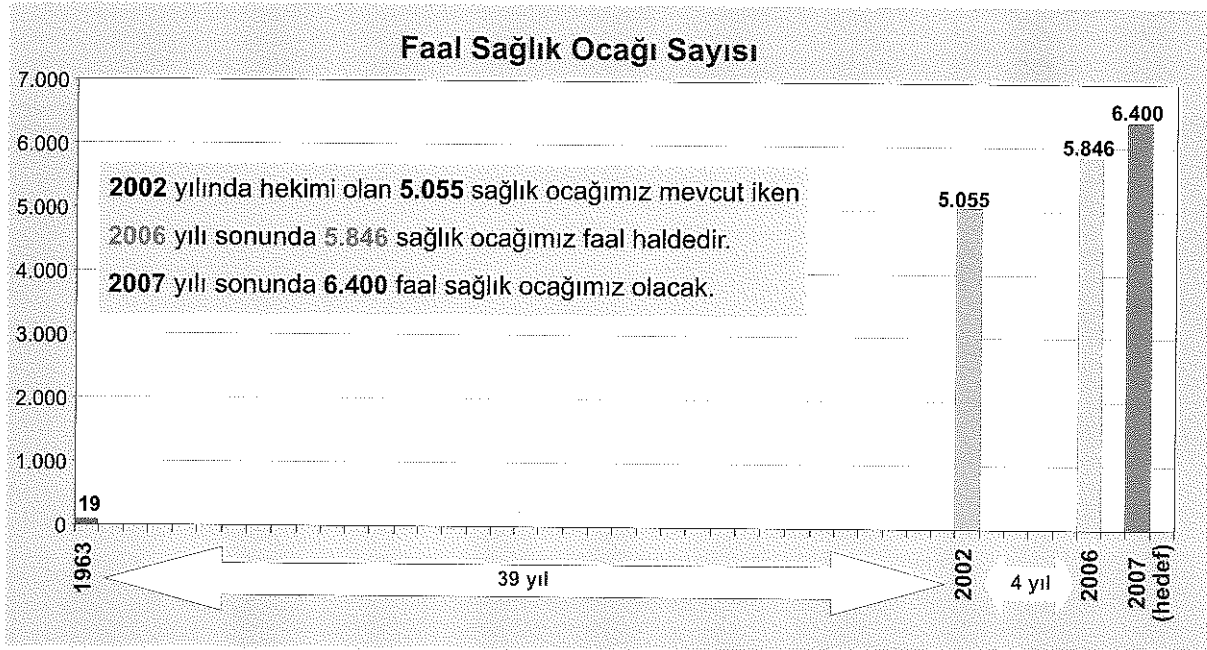 Faal Sağlık Ocağı Sayısı
7.000
6.000
5.000
4.000
3.000
2.000
1.000
0
2002 yılında hekimi olan 5.055 sağlık ocağımız mevcut iken
2006 yılı sonunda 5.846 sağlık ocağımız faal haldedir.
2007 yılı sonunda 6.400 faal sağlık ocağımız olacak.
19
5.055
5.846
6.400
1963
39 yıl
2002
4 yıl
2006
2007
(hedef)